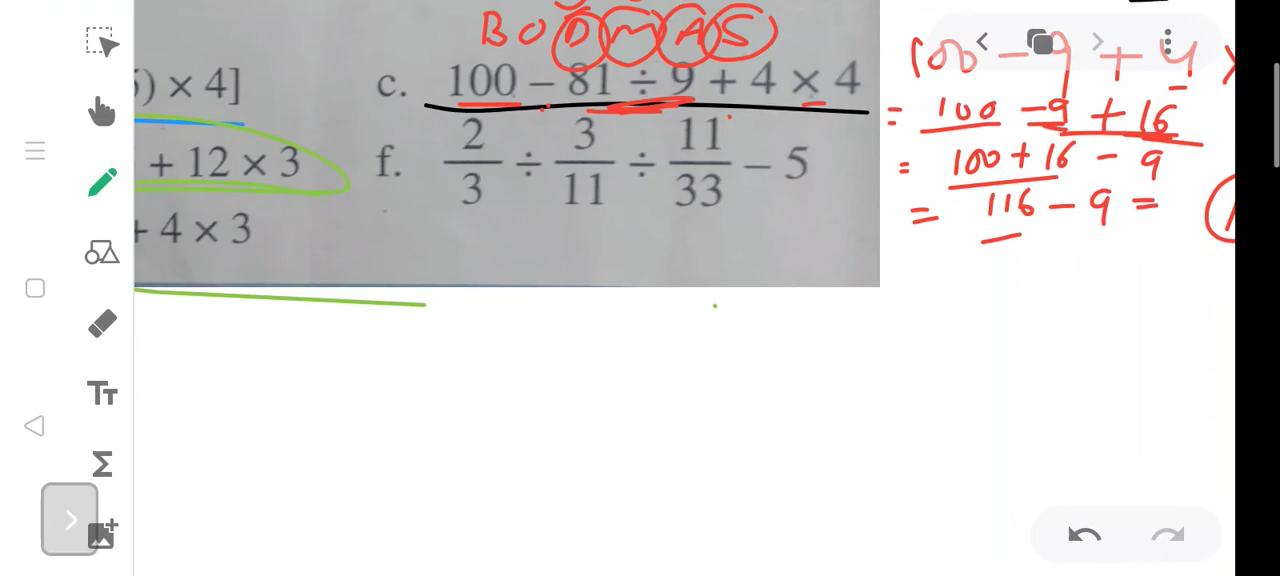 B O D M A S
) × 4]
c. 100 – 81 ÷ 9 + 4 × 4
+ 12 × 3
f. 2/3 ÷ 3/11 ÷ 11/33 – 5
+ 4 × 3
100 – 9 + 4 ×
= 100 – 9 + 16
= 100 + 16 – 9
= 116 – 9 =
Tт
Σ